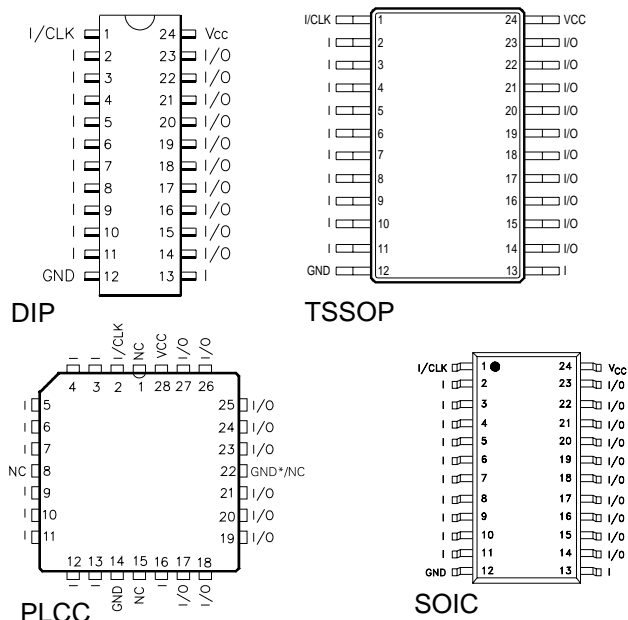 I/CLK 1 24 Vcc
I 2 23 I/O
I 3 22 I/O
I 4 21 I/O
I 5 20 I/O
I 6 19 I/O
I 7 18 I/O
I 8 17 I/O
I 9 16 I/O
I 10 15 I/O
I 11 14 I/O
GND 12 13 I
DIP
I/CLK 1 24 VCC
I 2 23 I/O
I 3 22 I/O
I 4 21 I/O
I 5 20 I/O
I 6 19 I/O
I 7 18 I/O
I 8 17 I/O
I 9 16 I/O
I 10 15 I/O
I 11 14 I/O
GND 12 13 I
TSSOP
I I I/CLK NC VCC I/O I/O
4 3 2 1 28 27 26
I 5 25 I/O
I 6 24 I/O
I 7 23 I/O
NC 8 22 GND*/NC
I 9 21 I/O
I 10 20 I/O
I 11 19 I/O
12 13 14 15 16 17 18
I I GND NC I I/O I/O
PLCC
I/CLK 1 24 VCC
I 2 23 I/O
I 3 22 I/O
I 4 21 I/O
I 5 20 I/O
I 6 19 I/O
I 7 18 I/O
I 8 17 I/O
I 9 16 I/O
I 10 15 I/O
I 11 14 I/O
GND 12 13 I
SOIC